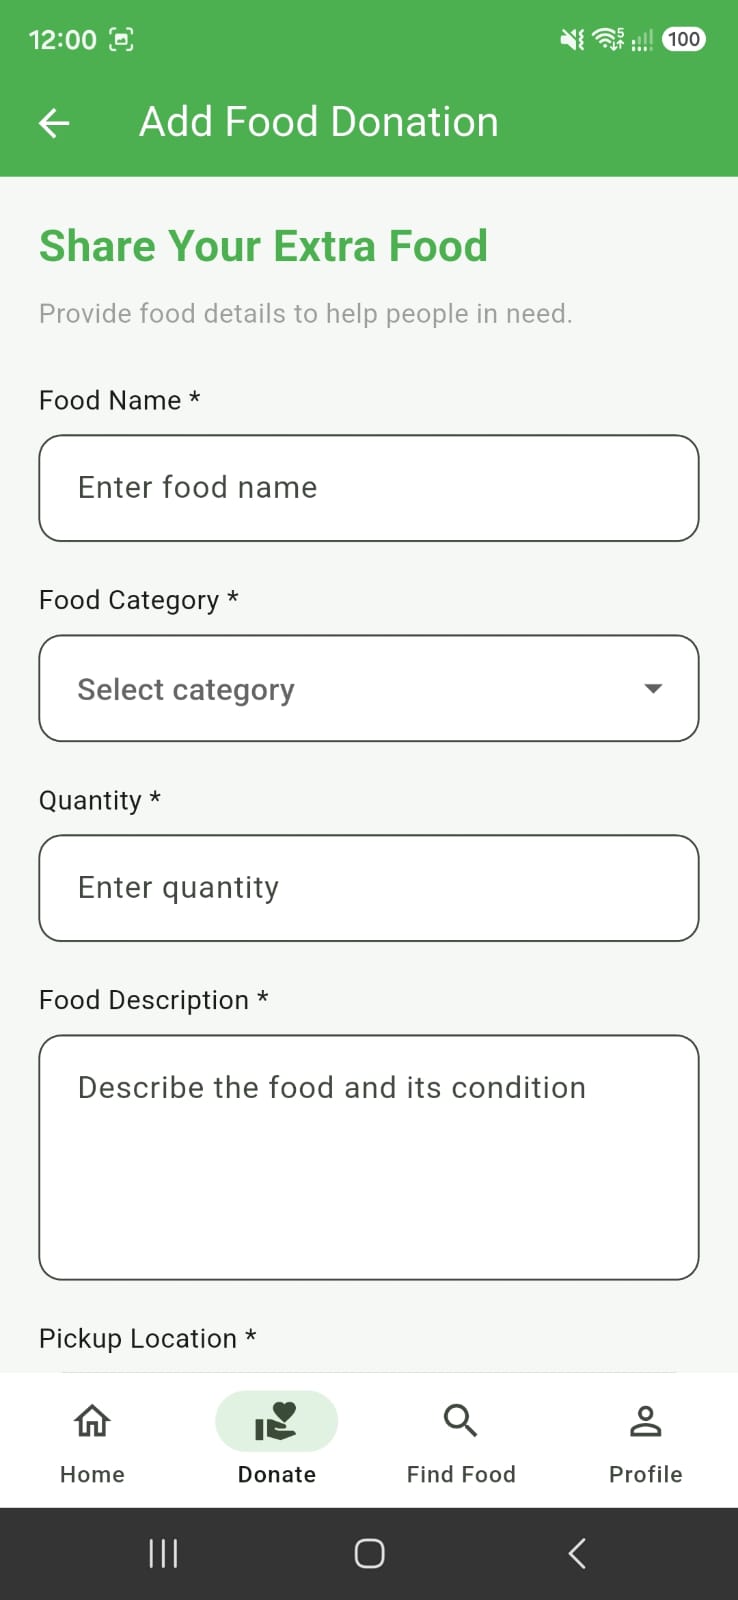 12:00
5
100
Add Food Donation
Share Your Extra Food
Provide food details to help people in need.
Food Name *
Enter food name
Food Category *
Select category
Quantity *
Enter quantity
Food Description *
Describe the food and its condition
Pickup Location *
Home
Donate
Find Food
Profile